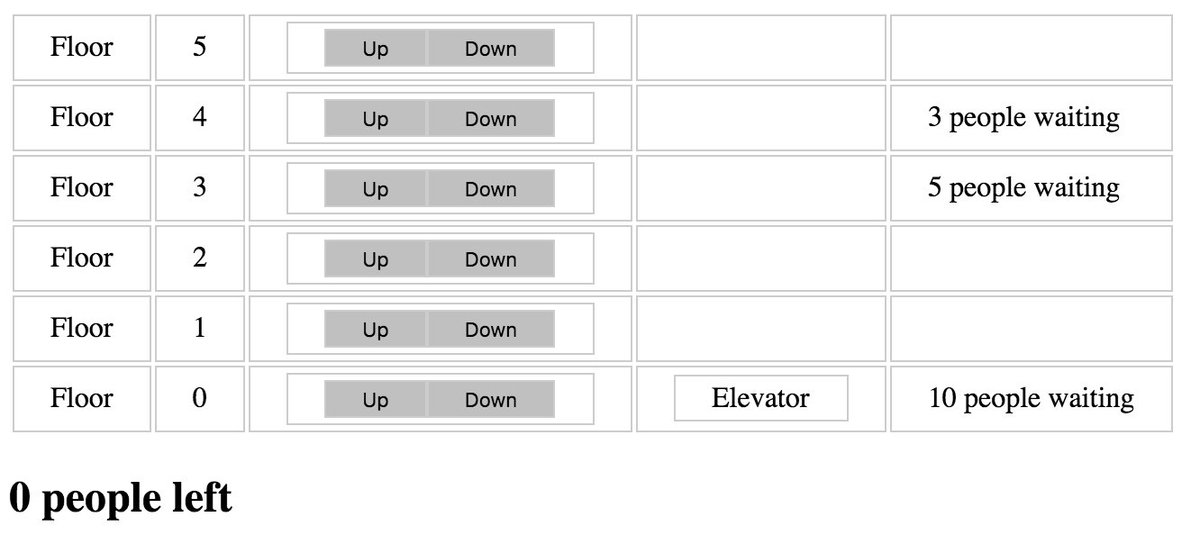 Floor 5 Up Down
Floor 4 Up Down 3 people waiting
Floor 3 Up Down 5 people waiting
Floor 2 Up Down
Floor 1 Up Down
Floor 0 Up Down Elevator 10 people waiting
0 people left